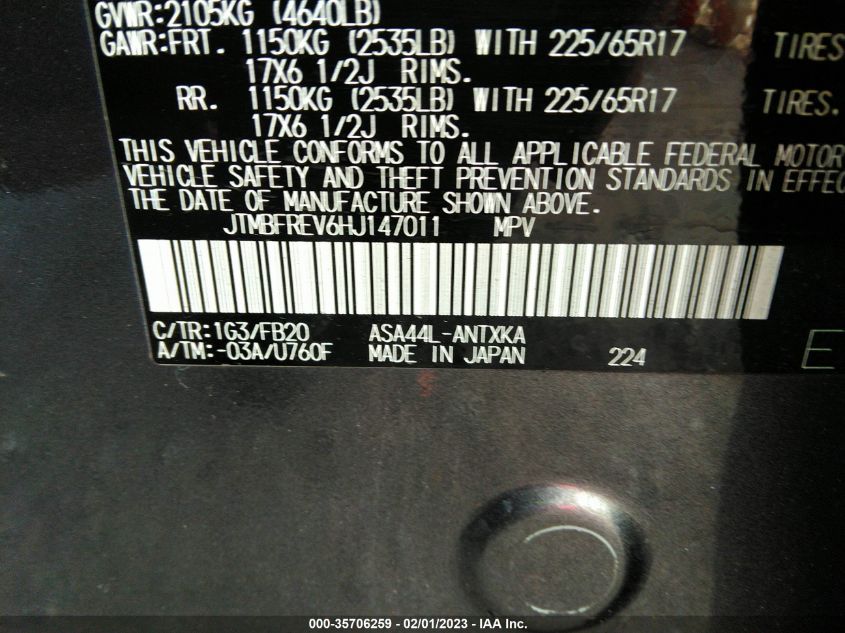 GVWR:2105KG (4640LB)
GAWR:FRT. 1150KG (2535LB) WITH 225/65R17 TIRES
17X6 1/2J RIMS.
RR. 1150KG (2535LB) WITH 225/65R17 TIRES.
17X6 1/2J RIMS.
THIS VEHICLE CONFORMS TO ALL APPLICABLE FEDERAL MOTOR
VEHICLE SAFETY AND THEFT PREVENTION STANDARDS IN EFFEC
THE DATE OF MANUFACTURE SHOWN ABOVE.
JTMBFREV6HJ147011 MPV
C/TR:1G3/FB20 ASA44L-ANTXKA
A/TM:-03A/U760F MADE IN JAPAN 224 E
000-35706259 - 02/01/2023 - IAA Inc.